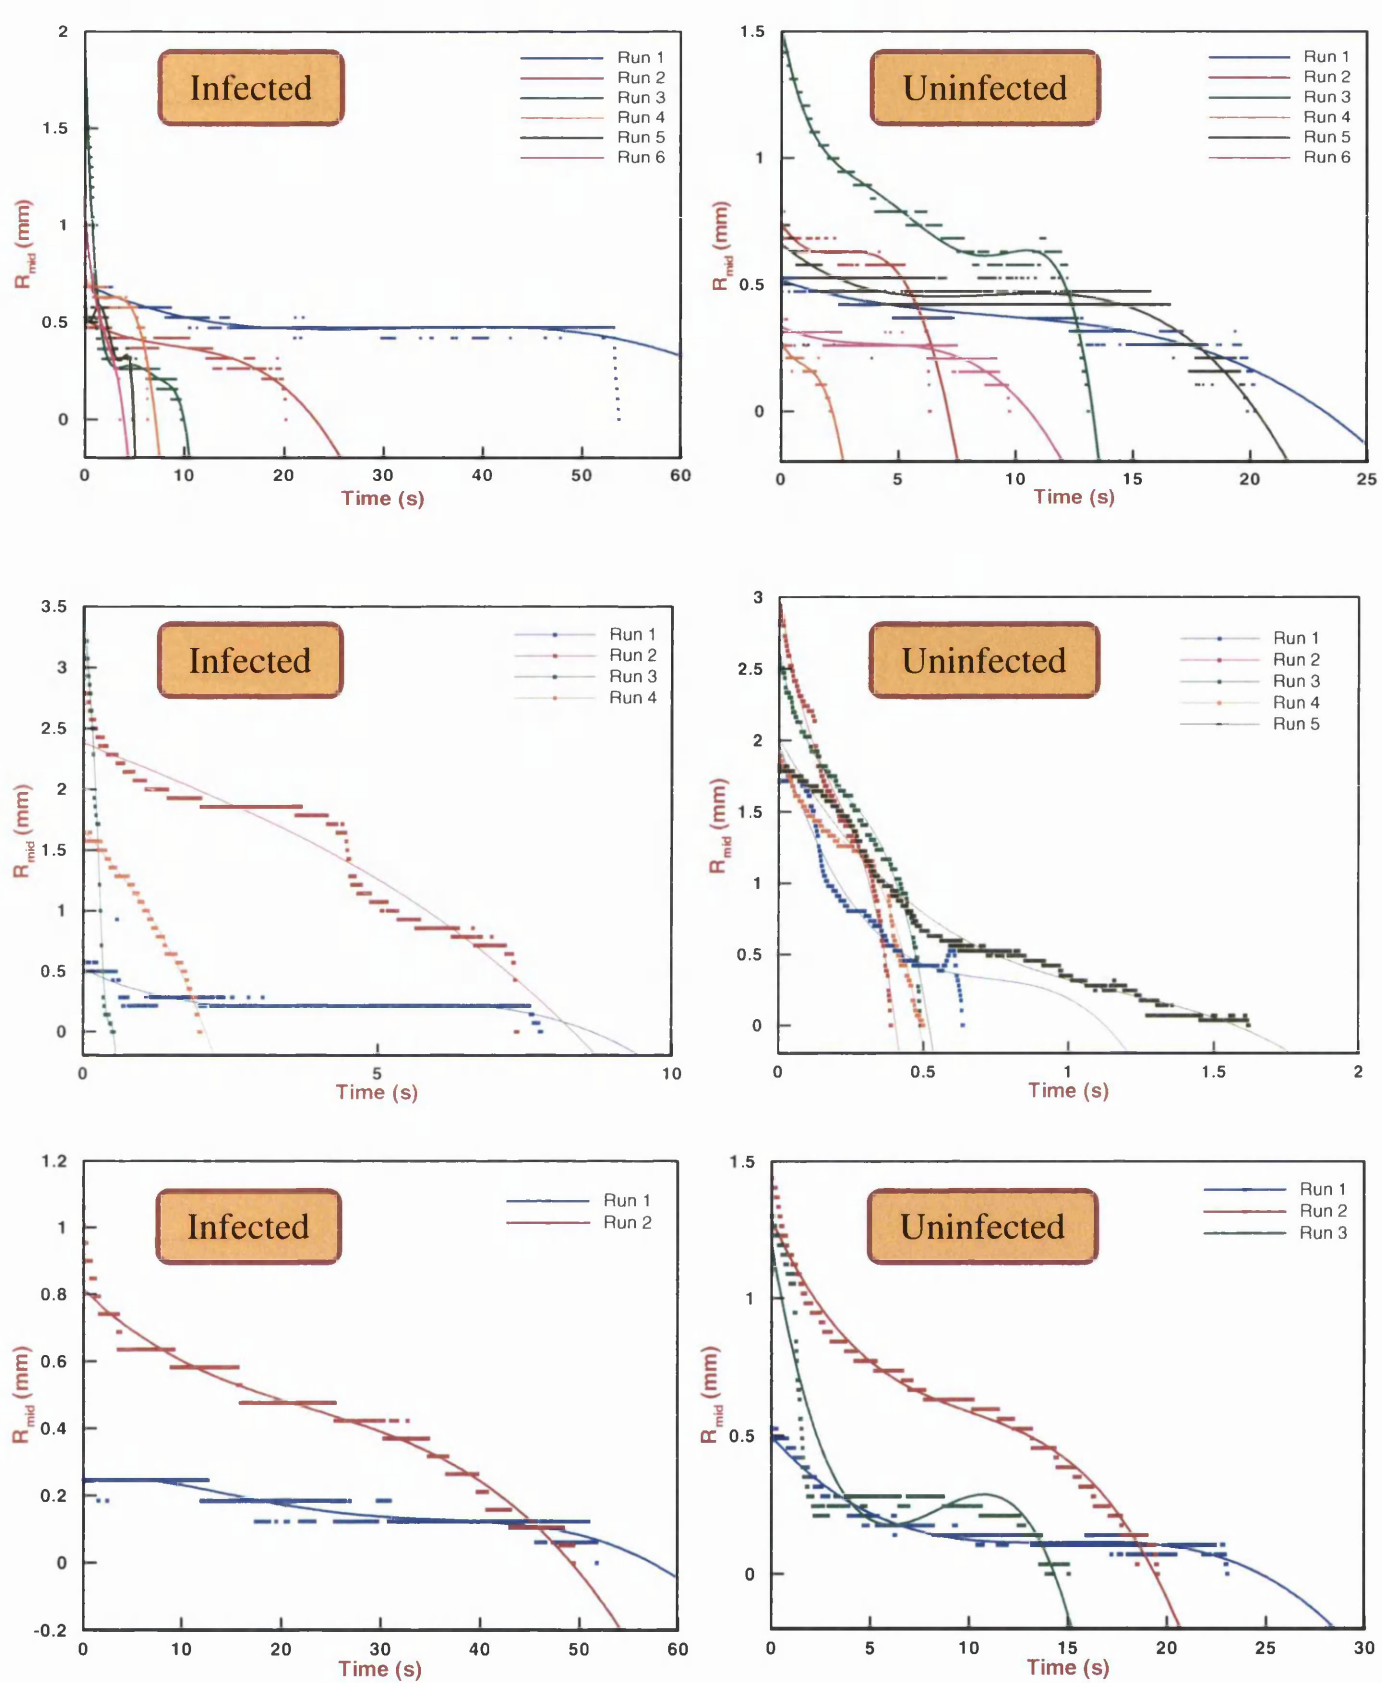 2
1.5
1
0.5
0
R_mid (mm)
Infected
Run 1
Run 2
Run 3
Run 4
Run 5
Run 6
0 10 20 30 40 50 60
Time (s)
1.5
1
0.5
0
R_mid (mm)
Uninfected
Run 1
Run 2
Run 3
Run 4
Run 5
Run 6
0 5 10 15 20 25
Time (s)
3.5
3
2.5
2
1.5
1
0.5
0
R_mid (mm)
Infected
Run 1
Run 2
Run 3
Run 4
0 5 10
Time (s)
3
2.5
2
1.5
1
0.5
0
R_mid (mm)
Uninfected
Run 1
Run 2
Run 3
Run 4
Run 5
0 0.5 1 1.5 2
Time (s)
1.2
1
0.8
0.6
0.4
0.2
0
-0.2
R_mid (mm)
Infected
Run 1
Run 2
0 10 20 30 40 50 60
Time (s)
1.5
1
0.5
0
R_mid (mm)
Uninfected
Run 1
Run 2
Run 3
0 5 10 15 20 25 30
Time (s)